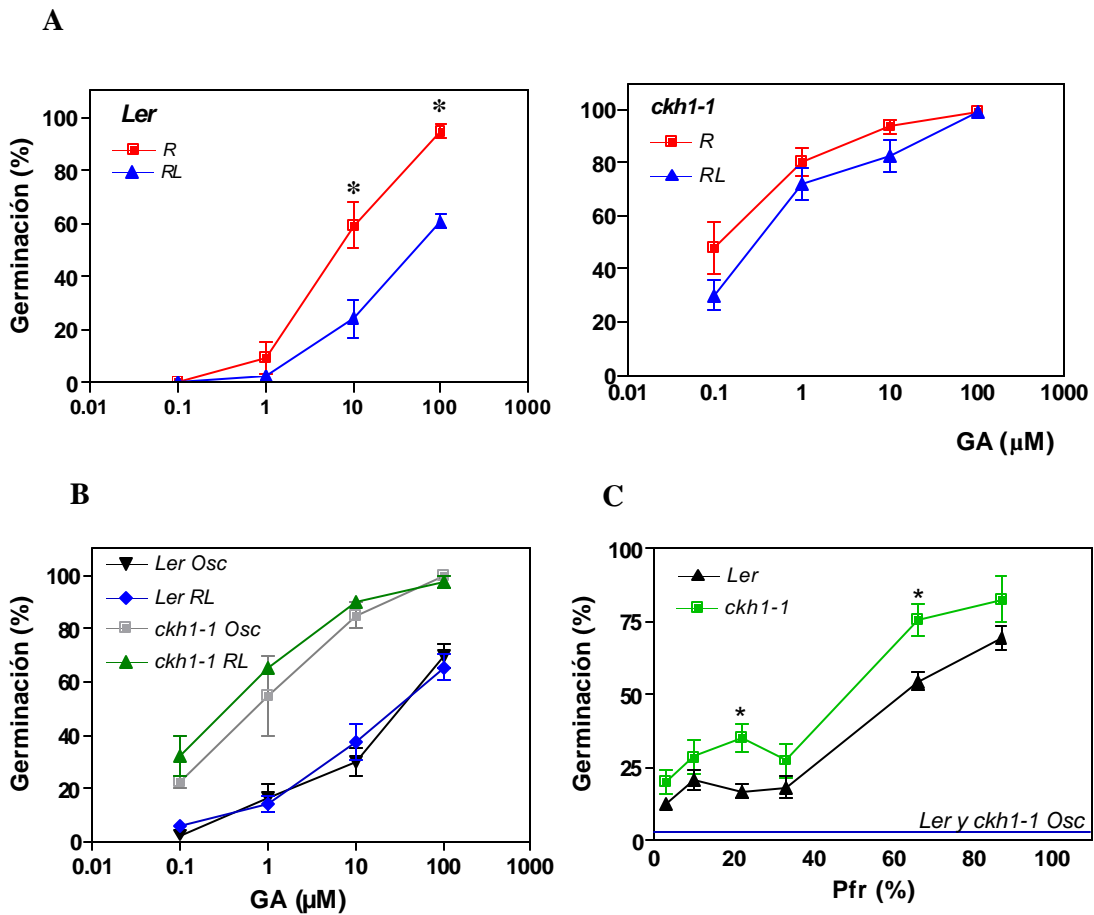 A
Ler
R
RL
*
*
Germinación (%)
100
80
60
40
20
0
0.01
0.1
1
10
100
1000
ckh1-1
R
RL
100
80
60
40
20
0
0.01
0.1
1
10
100
1000
GA (µM)
B
Ler Osc
Ler RL
ckh1-1 Osc
ckh1-1 RL
Germinación (%)
100
80
60
40
20
0
0.01
0.1
1
10
100
1000
GA (µM)
C
Ler
ckh1-1
*
*
Germinación (%)
100
75
50
25
0
Ler y ckh1-1 Osc
0
20
40
60
80
100
Pfr (%)